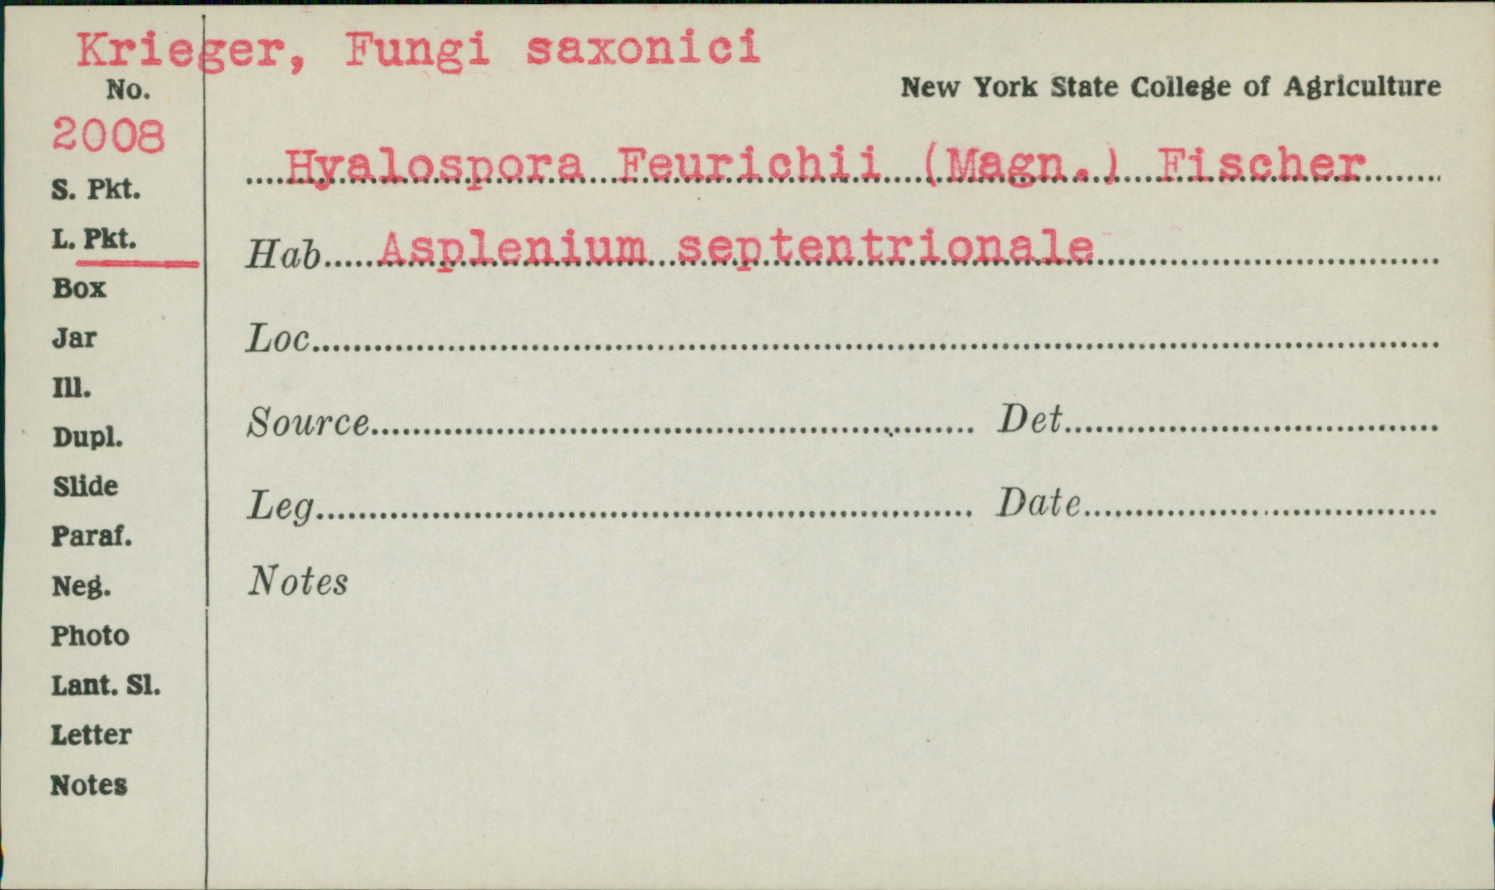 Krieger, Fungi saxonici
No.
New York State College of Agriculture
2008
Hyalospora Feurichii (Magn.) Fischer
S. Pkt.
L. Pkt.
Hab. Asplenium septentrionale
Box
Jar
Loc.
Ill.
Dupl.
Source
Det.
Slide
Leg.
Date
Paraf.
Neg.
Notes
Photo
Lant. Sl.
Letter
Notes